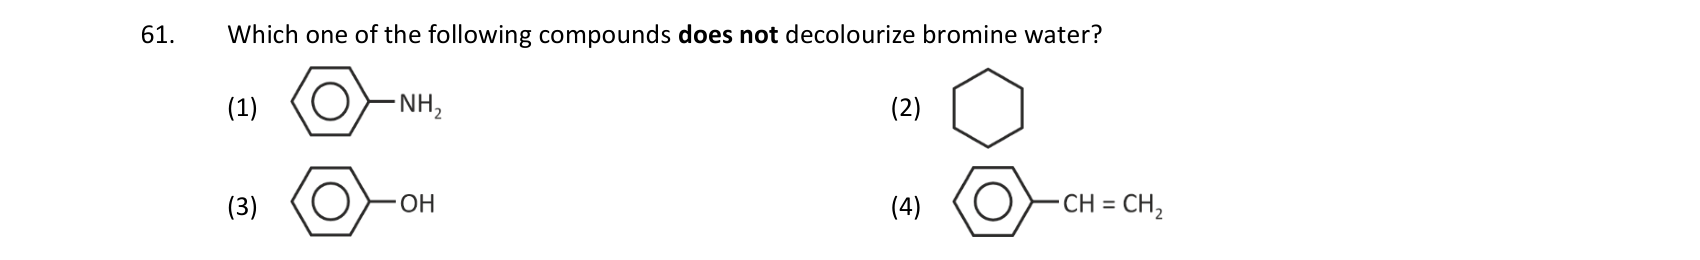 61. Which one of the following compounds does not decolourize bromine water?
(1) NH₂ (2)
(3) OH (4) CH = CH₂